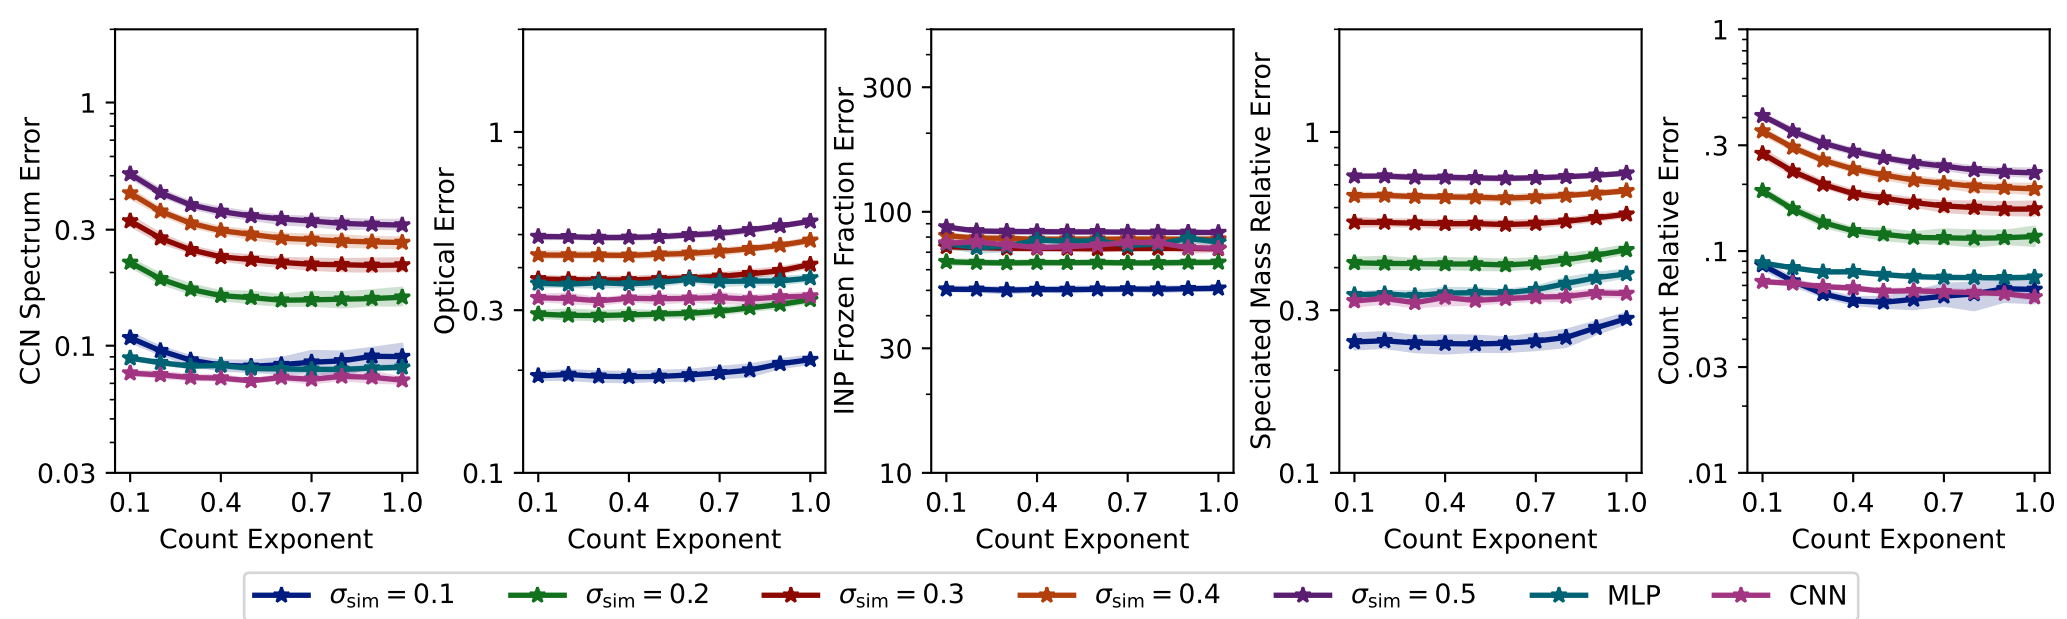 CCN Spectrum Error
1
0.3
0.1
0.03
0.1 0.4 0.7 1.0
Count Exponent
Optical Error
1
0.3
0.1
0.1 0.4 0.7 1.0
Count Exponent
INP Frozen Fraction Error
300
100
30
10
0.1 0.4 0.7 1.0
Count Exponent
Speciated Mass Relative Error
1
0.3
0.1
0.1 0.4 0.7 1.0
Count Exponent
Count Relative Error
1
.3
.1
.03
.01
0.1 0.4 0.7 1.0
Count Exponent
σsim = 0.1 σsim = 0.2 σsim = 0.3 σsim = 0.4 σsim = 0.5 MLP CNN